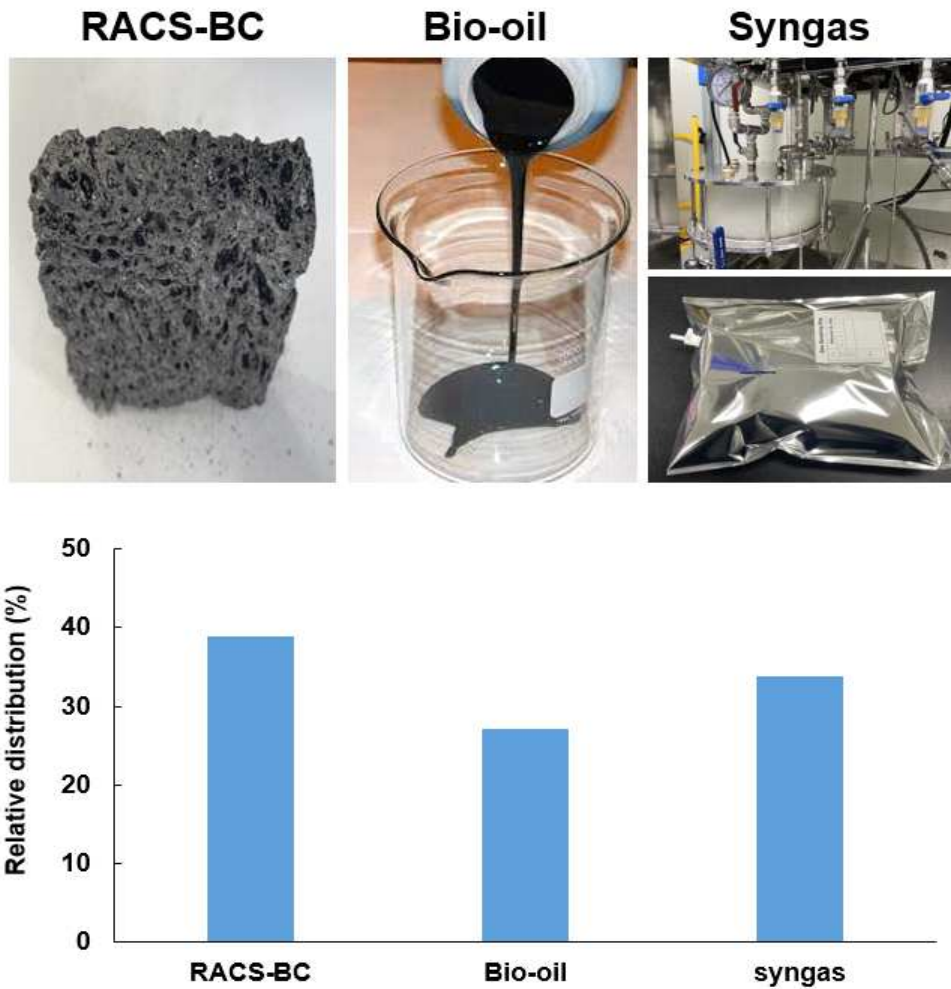 RACS-BC
Bio-oil
Syngas
50
40
30
20
10
0
Relative distribution (%)
RACS-BC
Bio-oil
syngas